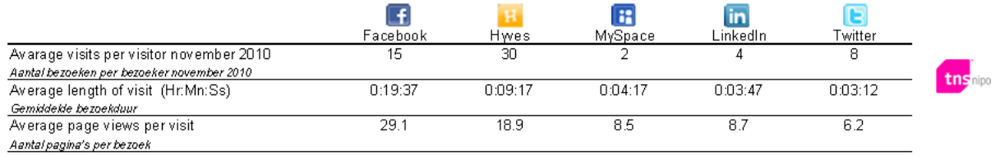 Facebook Hyves MySpace LinkedIn Twitter
Avarage visits per visitor november 2010 15 30 2 4 8
Aantal bezoeken per bezoeker november 2010
Average length of visit (Hr:Mn:Ss) 0:19:37 0:09:17 0:04:17 0:03:47 0:03:12
Gemiddelde bezoekduur
Average page views per visit 29.1 18.9 8.5 8.7 6.2
Aantal pagina's per bezoek
tns nipo